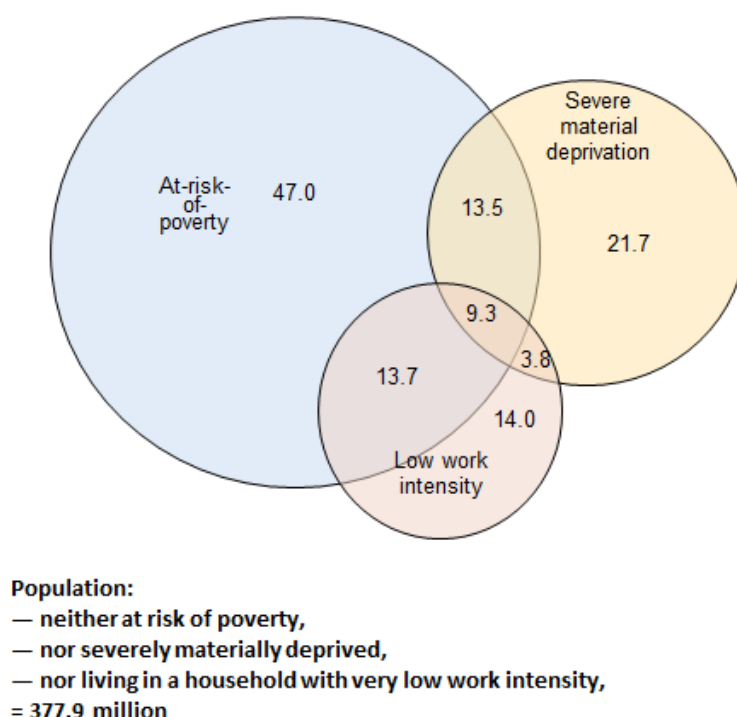 Severe
material
deprivation
At-risk-
of-
poverty
47.0
13.5
21.7
9.3
3.8
13.7
14.0
Low work
intensity
Population:
— neither at risk of poverty,
— nor severely materially deprived,
— nor living in a household with very low work intensity,
= 377.9 million